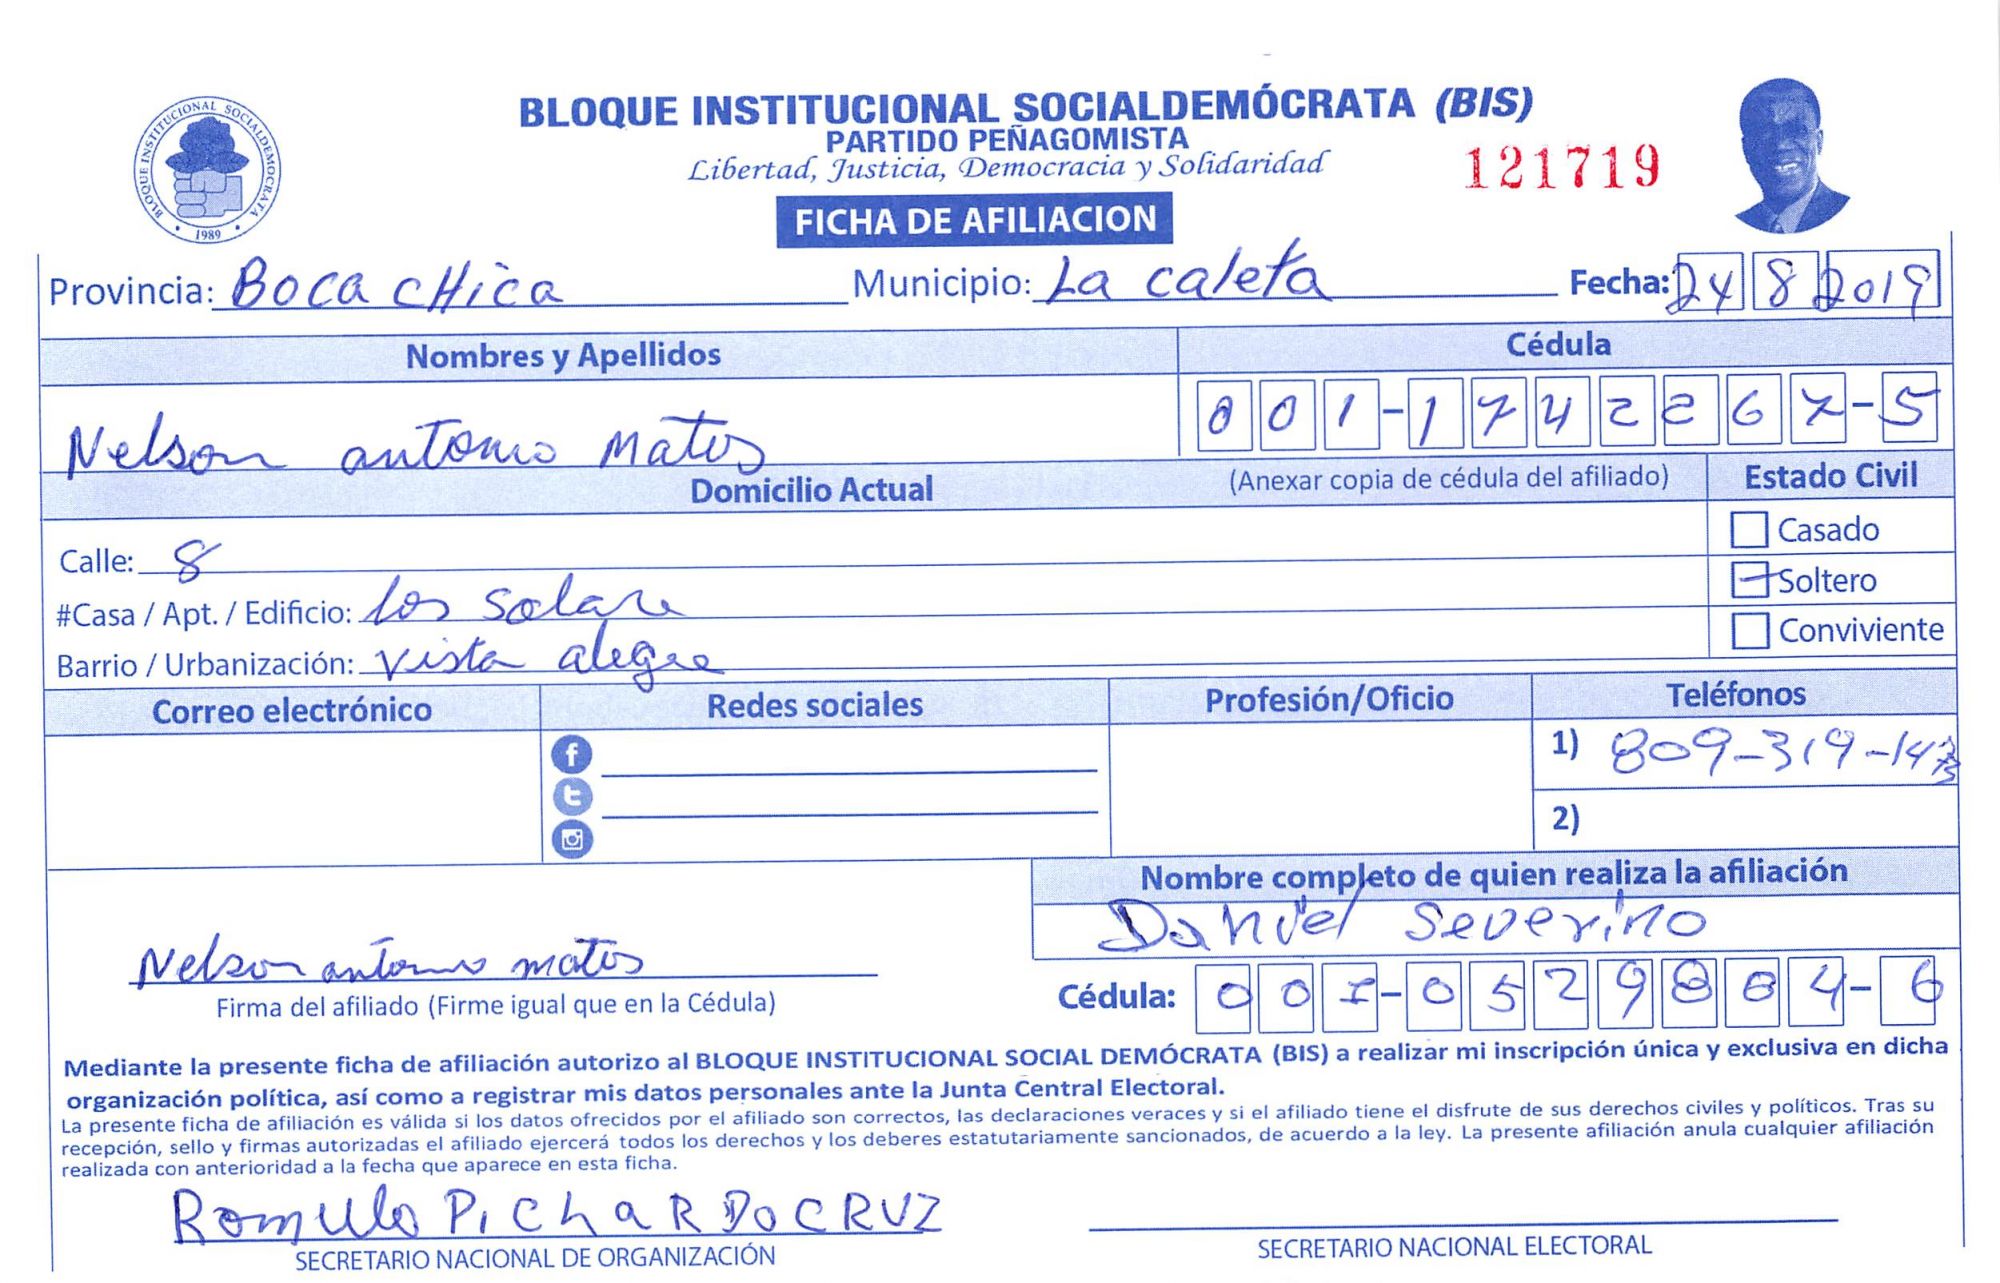 BLOQUE INSTITUCIONAL SOCIALDEMÓCRATA (BIS)
PARTIDO PEÑAGOMISTA
Libertad, Justicia, Democracia y Solidaridad
121719
BLOQUE INSTITUCIONAL SOCIALDEMOCRATA
1989
FICHA DE AFILIACION
Provincia: Boca cHica Municipio: La caleta Fecha: 24 8 2019
Nombres y Apellidos Cédula
Nelson antonio matos 001-1742267-5
Domicilio Actual (Anexar copia de cédula del afiliado) Estado Civil
Casado
Calle: 8
Soltero
#Casa / Apt. / Edificio: los solare
Conviviente
Barrio / Urbanización: vista alegre
Correo electrónico Redes sociales Profesión/Oficio Teléfonos
1) 809-319-1473
2)
Nombre completo de quien realiza la afiliación
Daniel Severino
Nelson antonio matos
Firma del afiliado (Firme igual que en la Cédula) Cédula: 001-0529804-6
Mediante la presente ficha de afiliación autorizo al BLOQUE INSTITUCIONAL SOCIAL DEMÓCRATA (BIS) a realizar mi inscripción única y exclusiva en dicha
organización política, así como a registrar mis datos personales ante la Junta Central Electoral.
La presente ficha de afiliación es válida si los datos ofrecidos por el afiliado son correctos, las declaraciones veraces y si el afiliado tiene el disfrute de sus derechos civiles y políticos. Tras su
recepción, sello y firmas autorizadas el afiliado ejercerá todos los derechos y los deberes estatutariamente sancionados, de acuerdo a la ley. La presente afiliación anula cualquier afiliación
realizada con anterioridad a la fecha que aparece en esta ficha.
Romulo PichaRDo CRUZ
SECRETARIO NACIONAL DE ORGANIZACIÓN SECRETARIO NACIONAL ELECTORAL